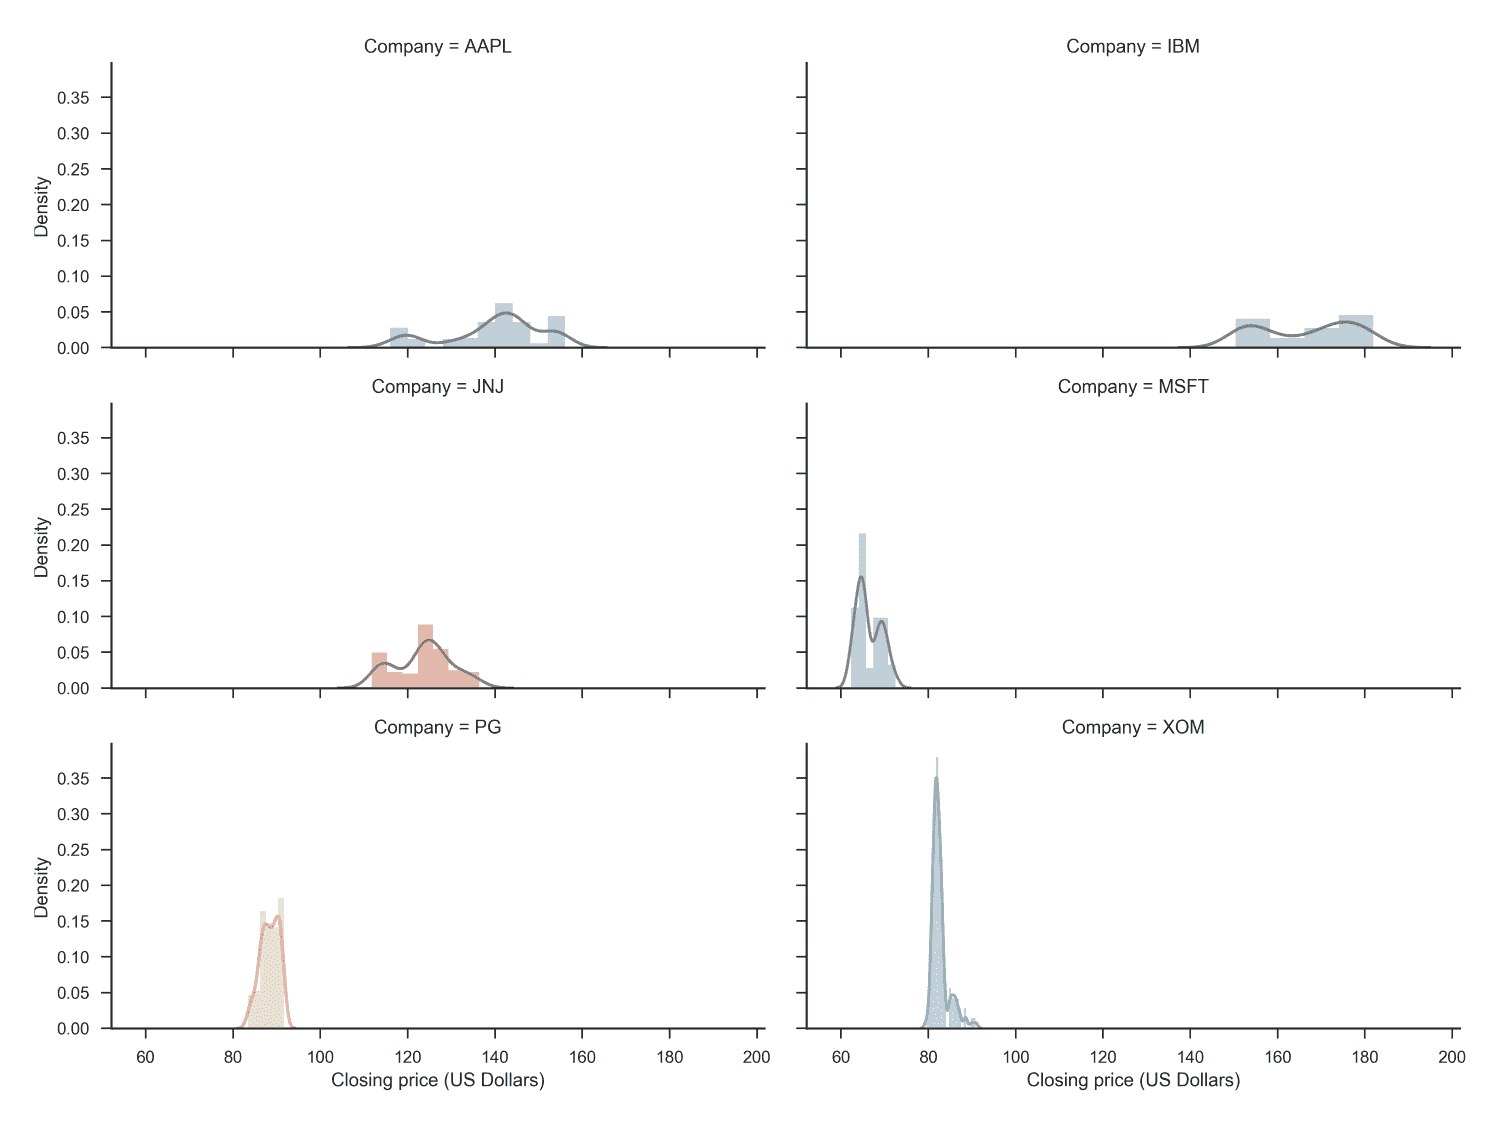 Company = AAPL
Company = IBM
0.35
0.30
0.25
0.20
0.15
0.10
0.05
0.00
Density
Company = JNJ
Company = MSFT
0.35
0.30
0.25
0.20
0.15
0.10
0.05
0.00
Density
Company = PG
Company = XOM
0.35
0.30
0.25
0.20
0.15
0.10
0.05
0.00
Density
60 80 100 120 140 160 180 200
60 80 100 120 140 160 180 200
Closing price (US Dollars)
Closing price (US Dollars)